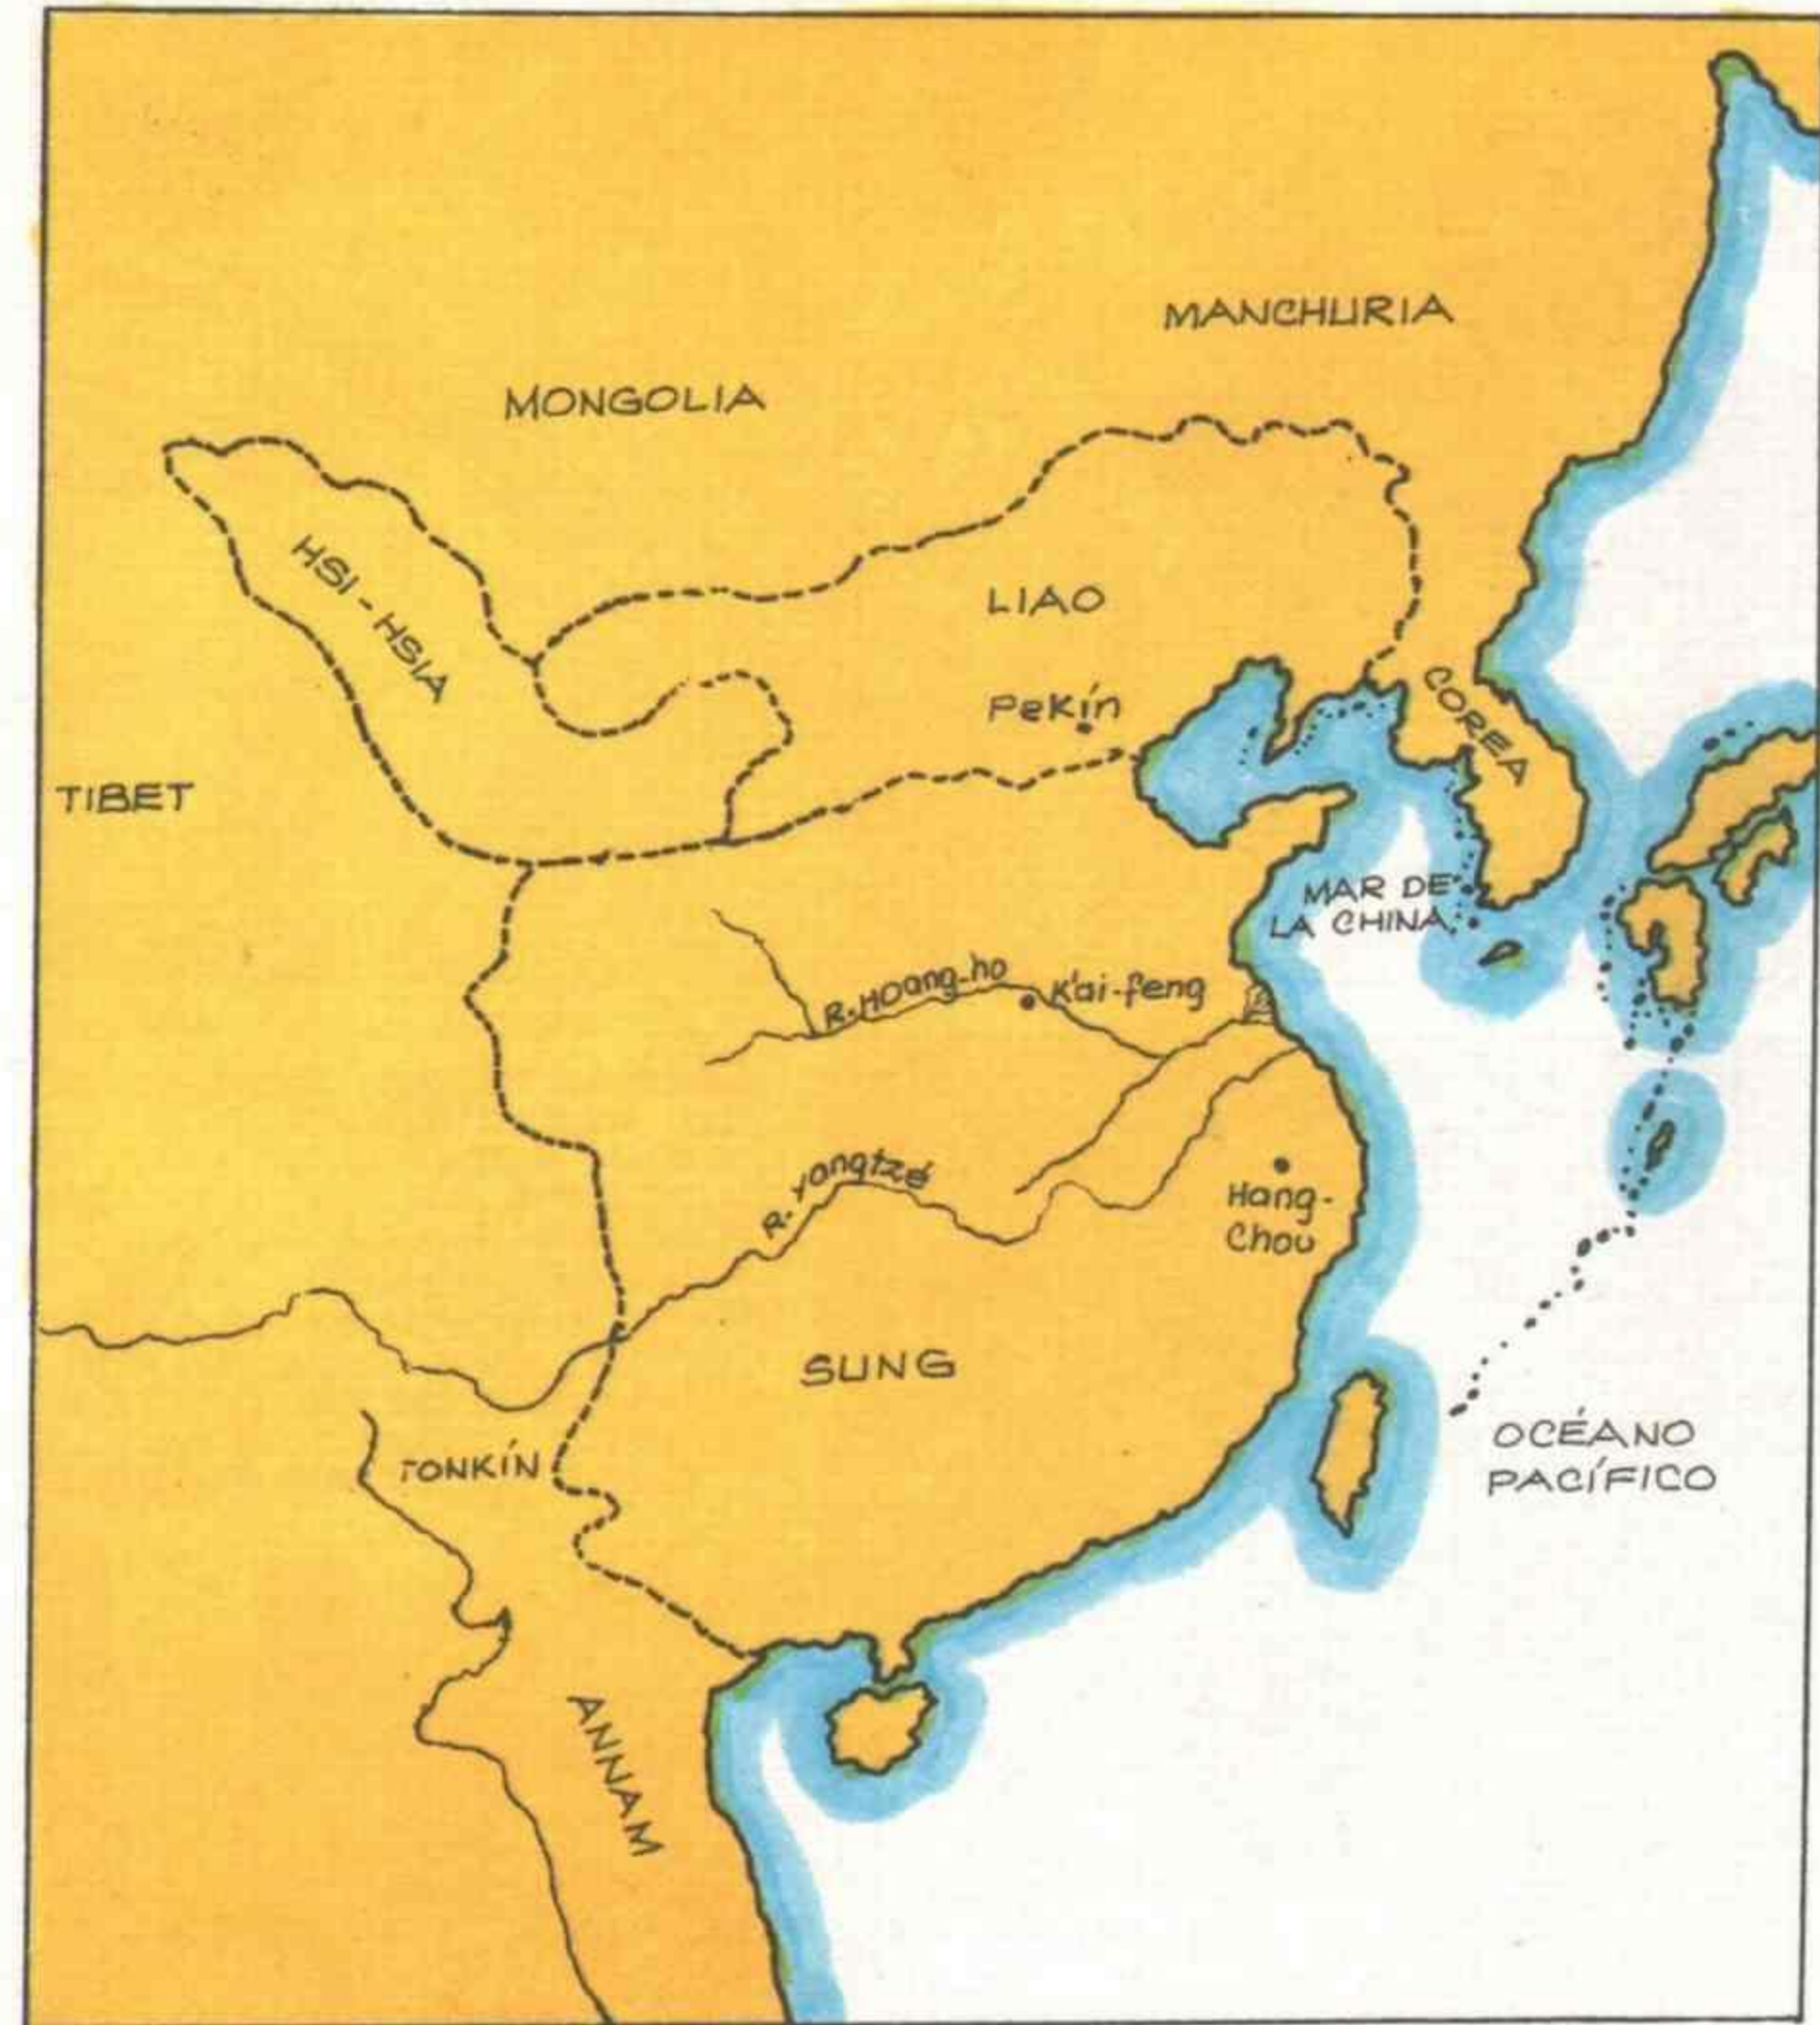 MANCHURIA
MONGOLIA
HSI-HSIA
LIAO
Pekín
COREA
TIBET
MAR DE
LA CHINA
R. Hoang-ho
K'ai-feng
R. Yangtzé
Hang-
Chou
SUNG
OCÉANO
PACÍFICO
TONKÍN
ANNAM